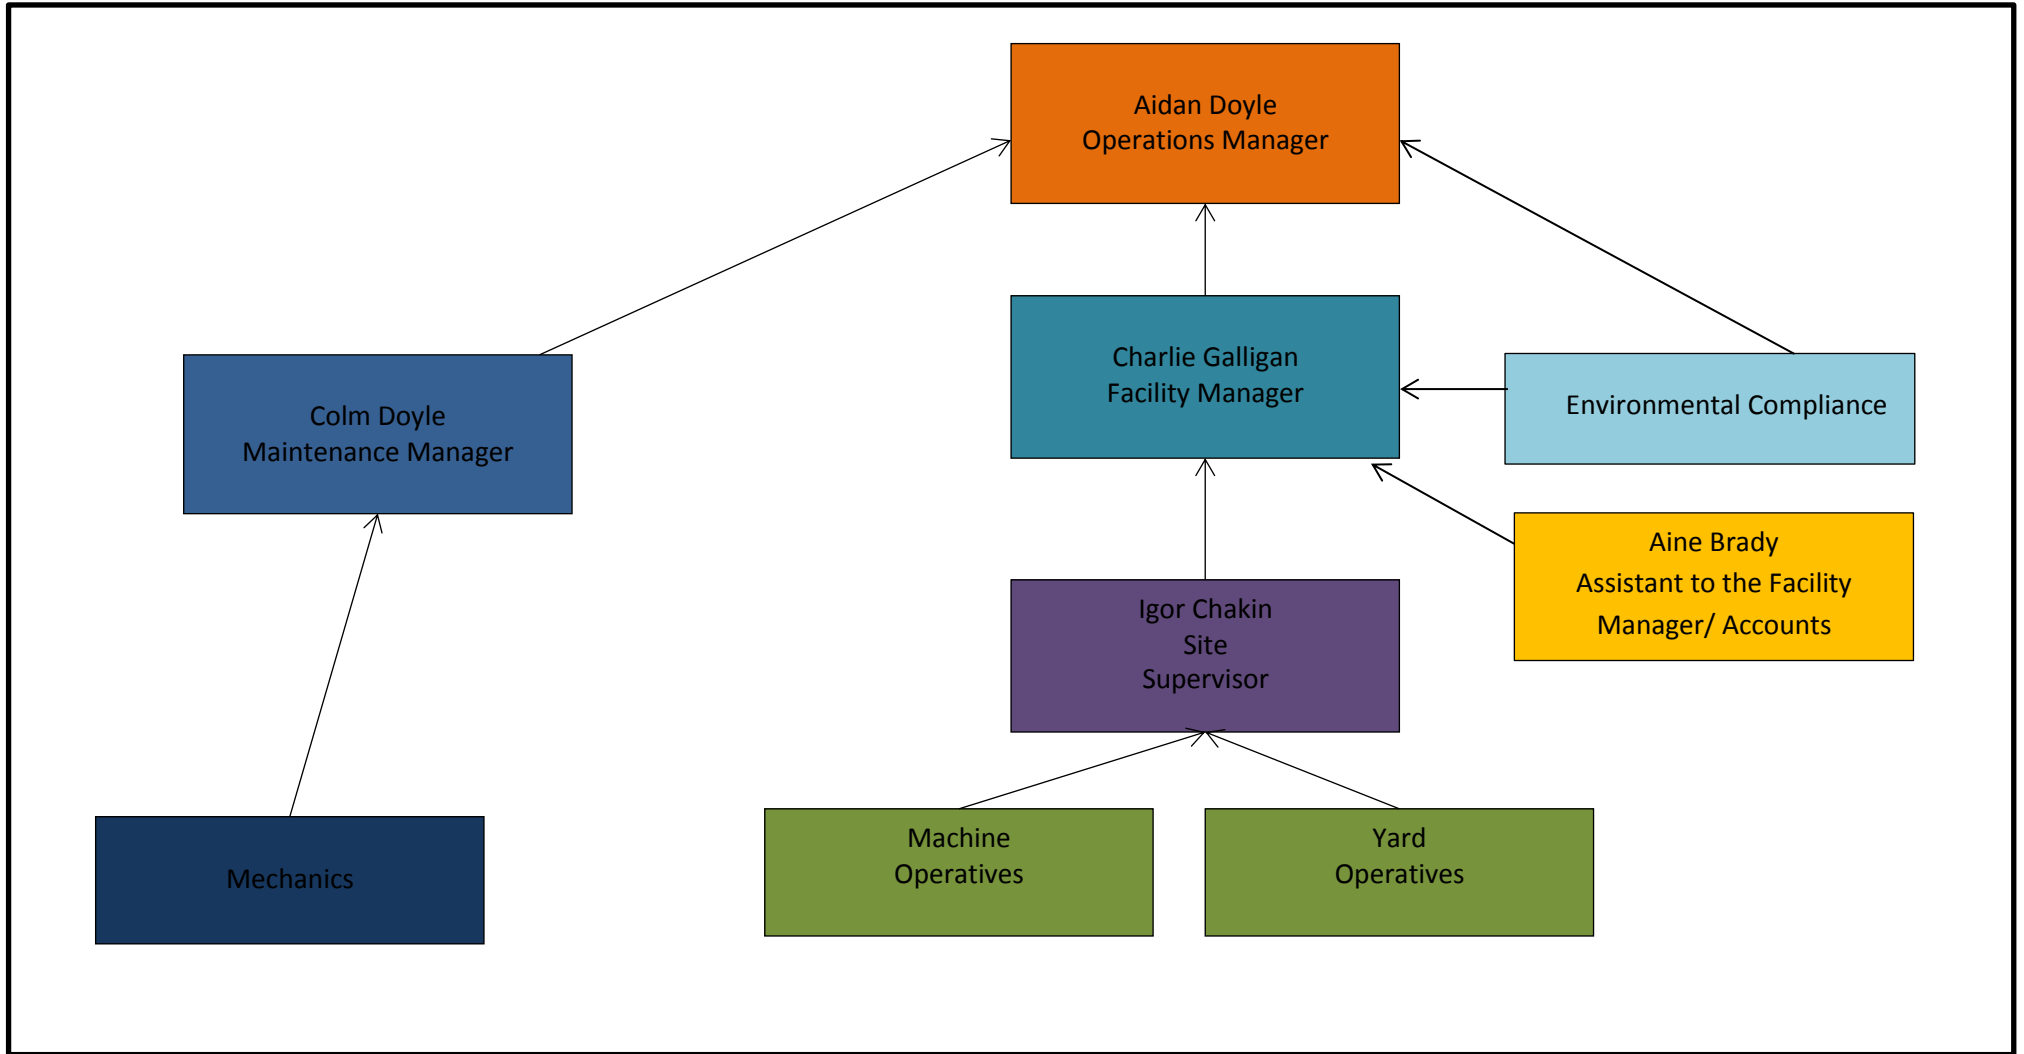 Aidan Doyle
Operations Manager
Charlie Galligan
Facility Manager
Environmental Compliance
Colm Doyle
Maintenance Manager
Aine Brady
Assistant to the Facility
Manager/ Accounts
Igor Chakin
Site
Supervisor
Machine
Operatives
Yard
Operatives
Mechanics